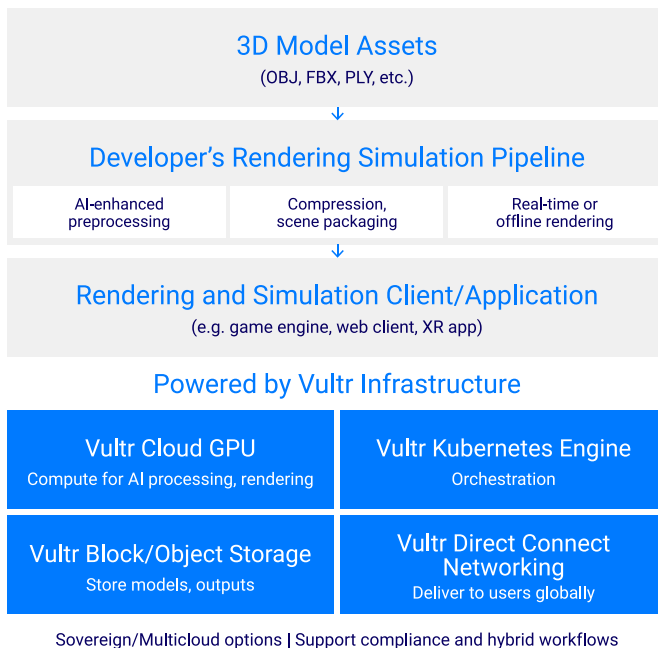 3D Model Assets
(OBJ, FBX, PLY, etc.)
Developer’s Rendering Simulation Pipeline
AI-enhanced
preprocessing
Compression,
scene packaging
Real-time or
offline rendering
Rendering and Simulation Client/Application
(e.g. game engine, web client, XR app)
Powered by Vultr Infrastructure
Vultr Cloud GPU
Compute for AI processing, rendering
Vultr Kubernetes Engine
Orchestration
Vultr Block/Object Storage
Store models, outputs
Vultr Direct Connect
Networking
Deliver to users globally
Sovereign/Multicloud options | Support compliance and hybrid workflows